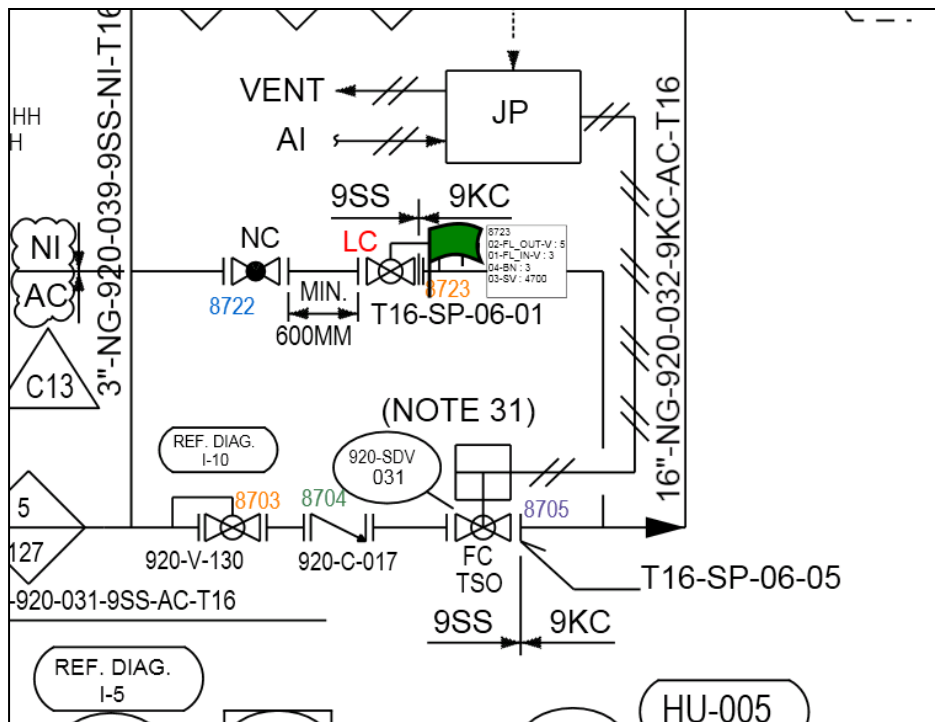 3"-NG-920-039-9SS-NI-T16
HH
H
VENT
AI
JP
16"-NG-920-032-9KC-AC-T16
9SS
9KC
NI
AC
NC
LC
8723
02-FL_OUT-V : 5
01-FL_IN-V : 3
04-BN : 3
03-SV : 4700
8722
8723
MIN.
600MM
T16-SP-06-01
C13
(NOTE 31)
REF. DIAG.
I-10
920-SDV
031
5
127
8703
8704
8705
920-V-130
920-C-017
FC
TSO
T16-SP-06-05
-920-031-9SS-AC-T16
9SS
9KC
REF. DIAG.
I-5
HU-005